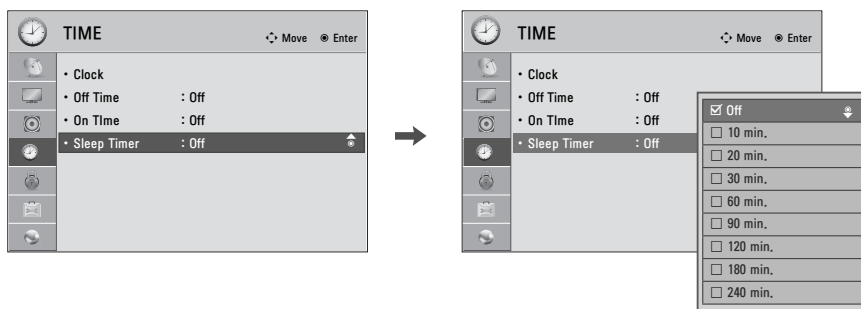 TIME Move Enter
• Clock
• Off Time : Off
• On TIme : Off
• Sleep Timer : Off
TIME Move Enter
• Clock
• Off Time : Off
• On TIme : Off
• Sleep Timer : Off
☑ Off
☐ 10 min.
☐ 20 min.
☐ 30 min.
☐ 60 min.
☐ 90 min.
☐ 120 min.
☐ 180 min.
☐ 240 min.